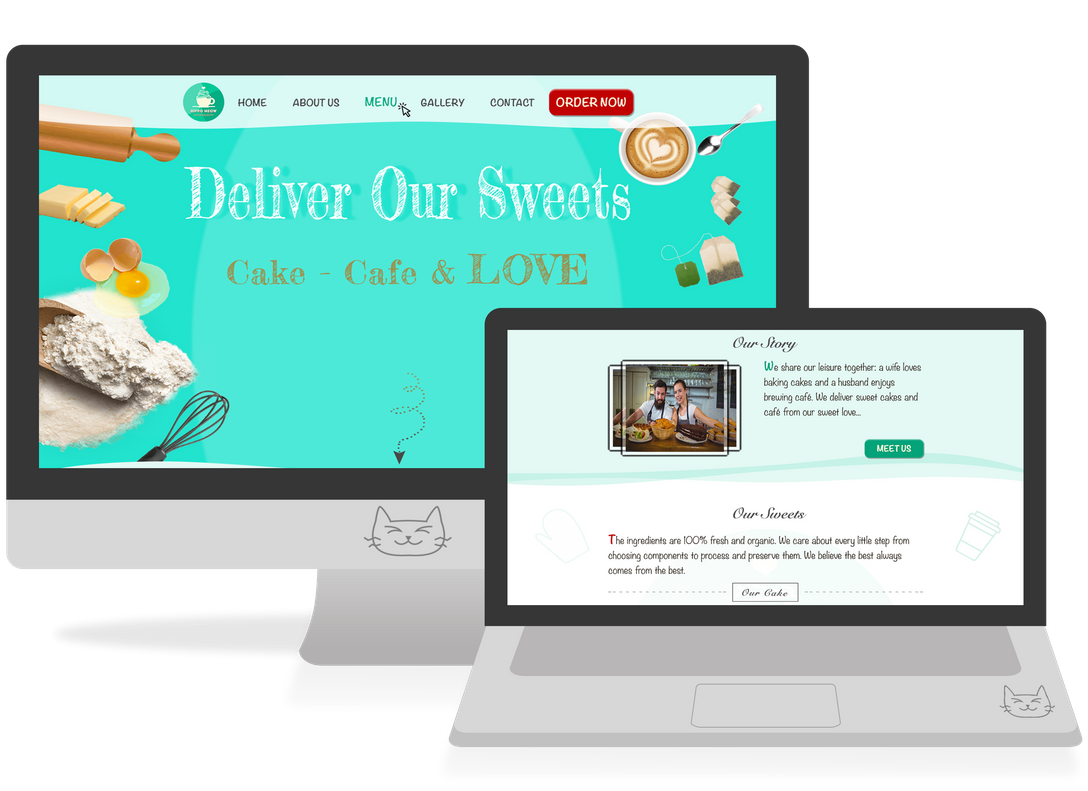 HOME ABOUT US MENU GALLERY CONTACT ORDER NOW
Deliver Our Sweets
Cake - Cafe & LOVE
Our Story
We share our leisure together: a wife loves
baking cakes and a husband enjoys
brewing café. We deliver sweet cakes and
café from our sweet love...
MEET US
Our Sweets
The ingredients are 100% fresh and organic. We care about every little step from
choosing components to process and preserve them. We believe the best always
comes from the best.
Our Cake